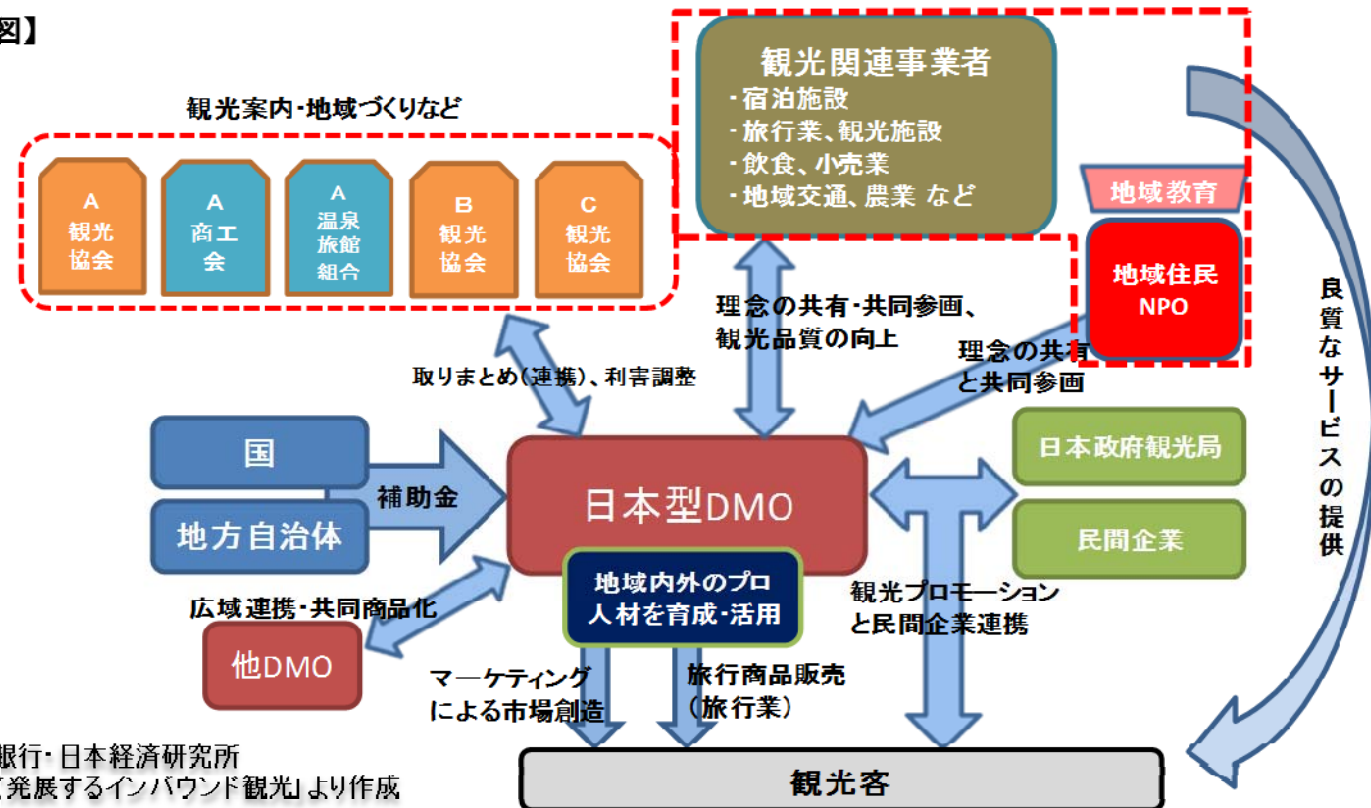 図】
観光案内・地域づくりなど
A
観光
協会
A
商工
会
A
温泉
旅館
組合
B
観光
協会
C
観光
協会
観光関連事業者
・宿泊施設
・旅行業、観光施設
・飲食、小売業
・地域交通、農業 など
地域教育
地域住民
NPO
良質なサービスの提供
理念の共有・共同参画、
観光品質の向上
理念の共有
と共同参画
取りまとめ(連携)、利害調整
国
地方自治体
補助金
日本型DMO
地域内外のプロ
人材を育成・活用
日本政府観光局
民間企業
観光プロモーション
と民間企業連携
広域連携・共同商品化
他DMO
マーケティング
による市場創造
旅行商品販売
(旅行業)
観光客
銀行・日本経済研究所
「発展するインバウンド観光」より作成